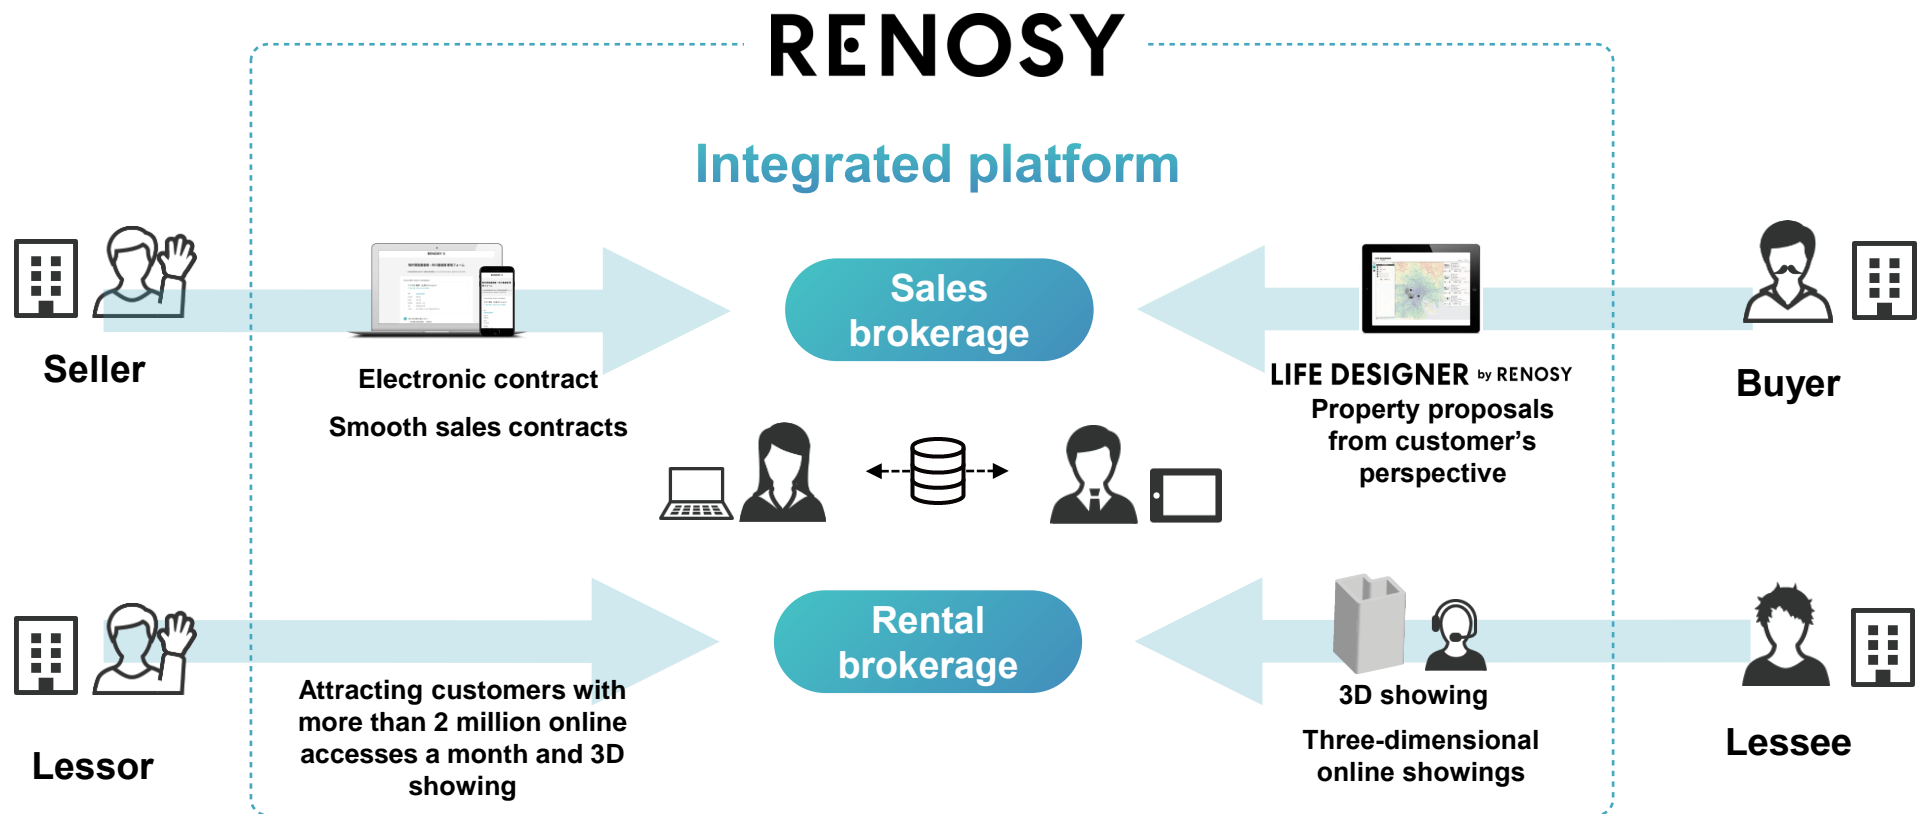 RENOSY
Integrated platform
Seller
RENOSY
Electronic contract
Smooth sales contracts
Sales
brokerage
LIFE DESIGNER by RENOSY
Property proposals
from customer’s
perspective
Buyer
Lessor
Attracting customers with
more than 2 million online
accesses a month and 3D
showing
Rental
brokerage
3D showing
Three-dimensional
online showings
Lessee